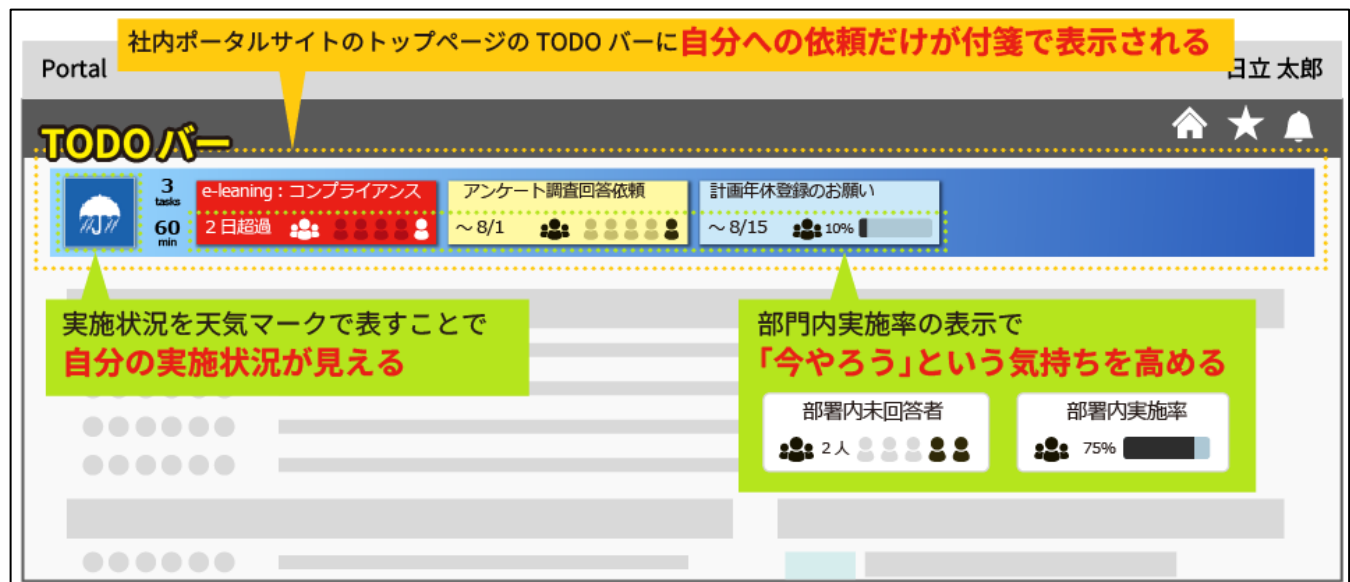 社内ポータルサイトのトップページの TODO バーに自分への依頼だけが付箋で表示される
Portal
日立 太郎
TODO バー
3
tasks
60
min
e-leaning：コンプライアンス
2 日超過
アンケート調査回答依頼
～ 8/1
計画年休登録のお願い
～ 8/15
10%
実施状況を天気マークで表すことで
自分の実施状況が見える
部門内実施率の表示で
「今やろう」という気持ちを高める
部署内未回答者
2 人
部署内実施率
75%